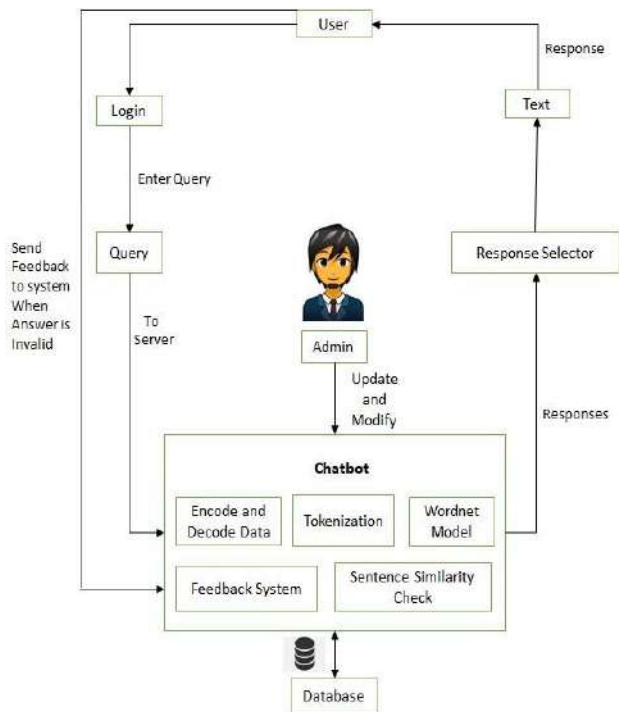 User
Response
Login
Text
Enter Query
Send
Feedback
to system
When
Answer is
Invalid
Query
Response Selector
To
Server
Admin
Update
and
Modify
Responses
Chatbot
Encode and
Decode Data
Tokenization
Wordnet
Model
Feedback System
Sentence Similarity
Check
Database